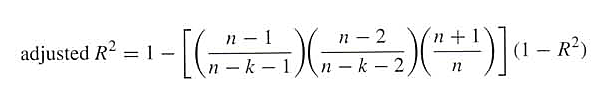 adjusted R² = 1 − [((n − 1)/(n − k − 1))((n − 2)/(n − k − 2))((n + 1)/n)](1 − R²)